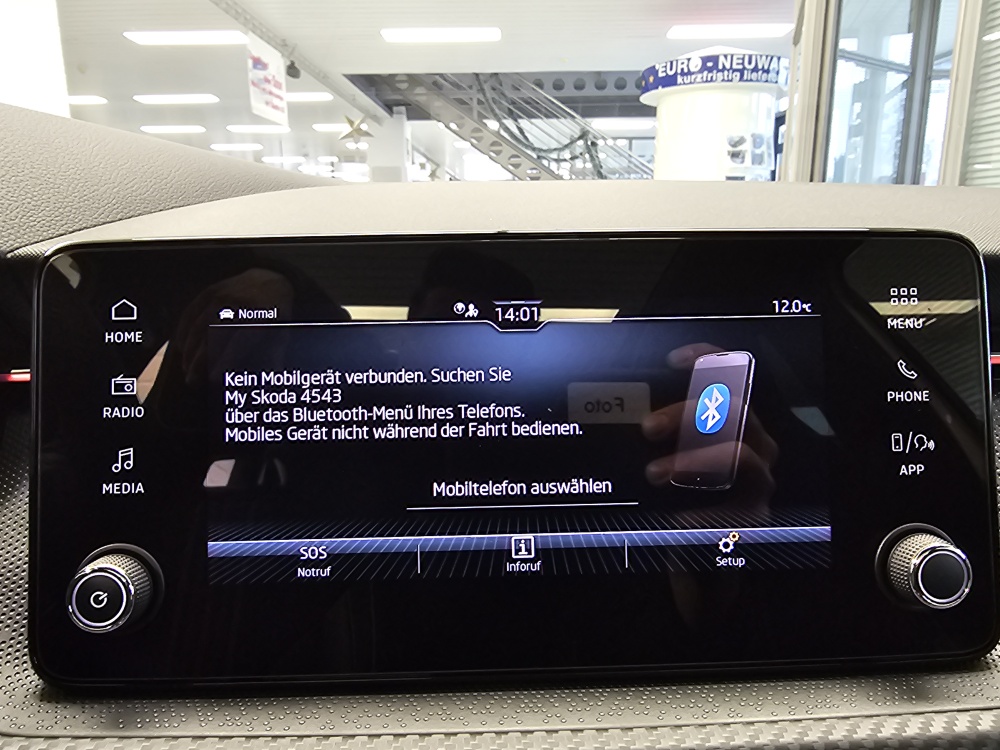 EURO - NEUWA
kurzfristig liefer
HOME
RADIO
MEDIA
Normal
14:01
12.0°C
Kein Mobilgerät verbunden. Suchen Sie
My Skoda 4543
über das Bluetooth-Menü Ihres Telefons.
Mobiles Gerät nicht während der Fahrt bedienen.
Foto
Mobiltelefon auswählen
SOS
Notruf
i
Inforuf
Setup
MENU
PHONE
APP